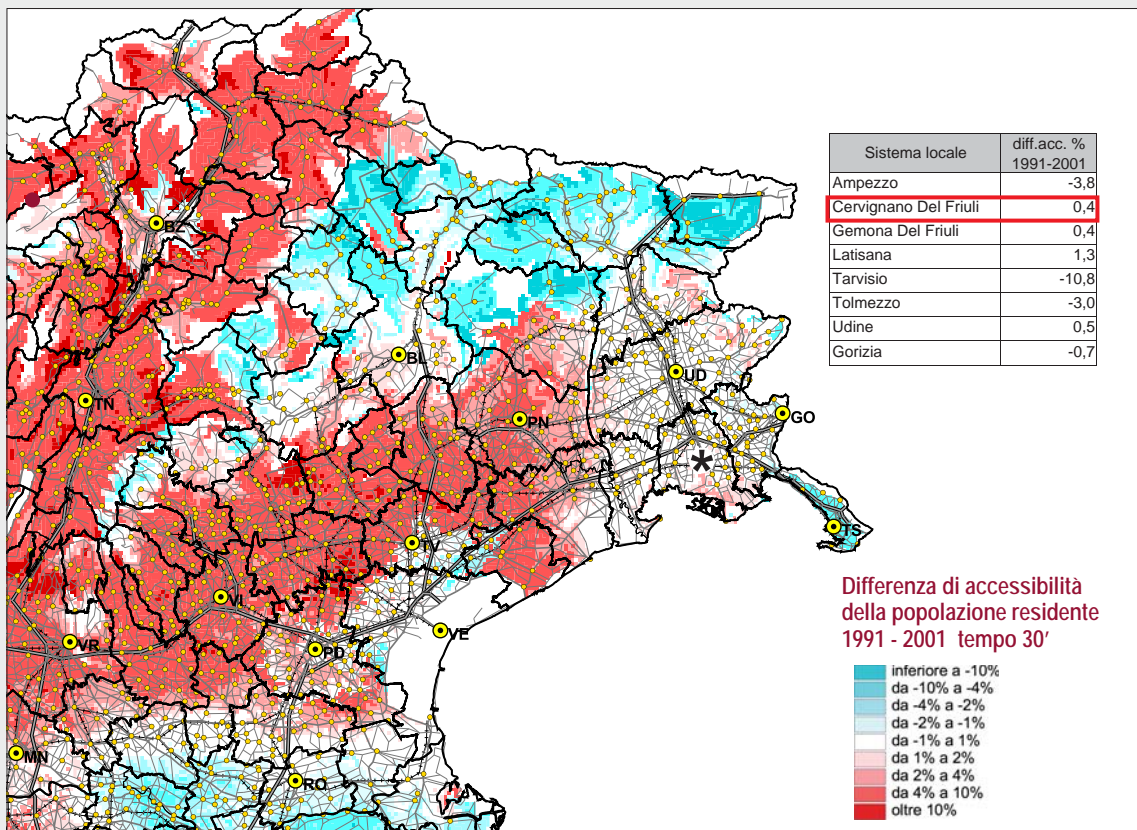 BZ
TN
BL
PN
UD
GO
*
TS
TV
VI
VR
PD
VE
MN
RO
Sistema locale diff.acc. % 1991-2001
Ampezzo -3,8
Cervignano Del Friuli 0,4
Gemona Del Friuli 0,4
Latisana 1,3
Tarvisio -10,8
Tolmezzo -3,0
Udine 0,5
Gorizia -0,7
Differenza di accessibilità
della popolazione residente
1991 - 2001 tempo 30'
inferiore a -10%
da -10% a -4%
da -4% a -2%
da -2% a -1%
da -1% a 1%
da 1% a 2%
da 2% a 4%
da 4% a 10%
oltre 10%